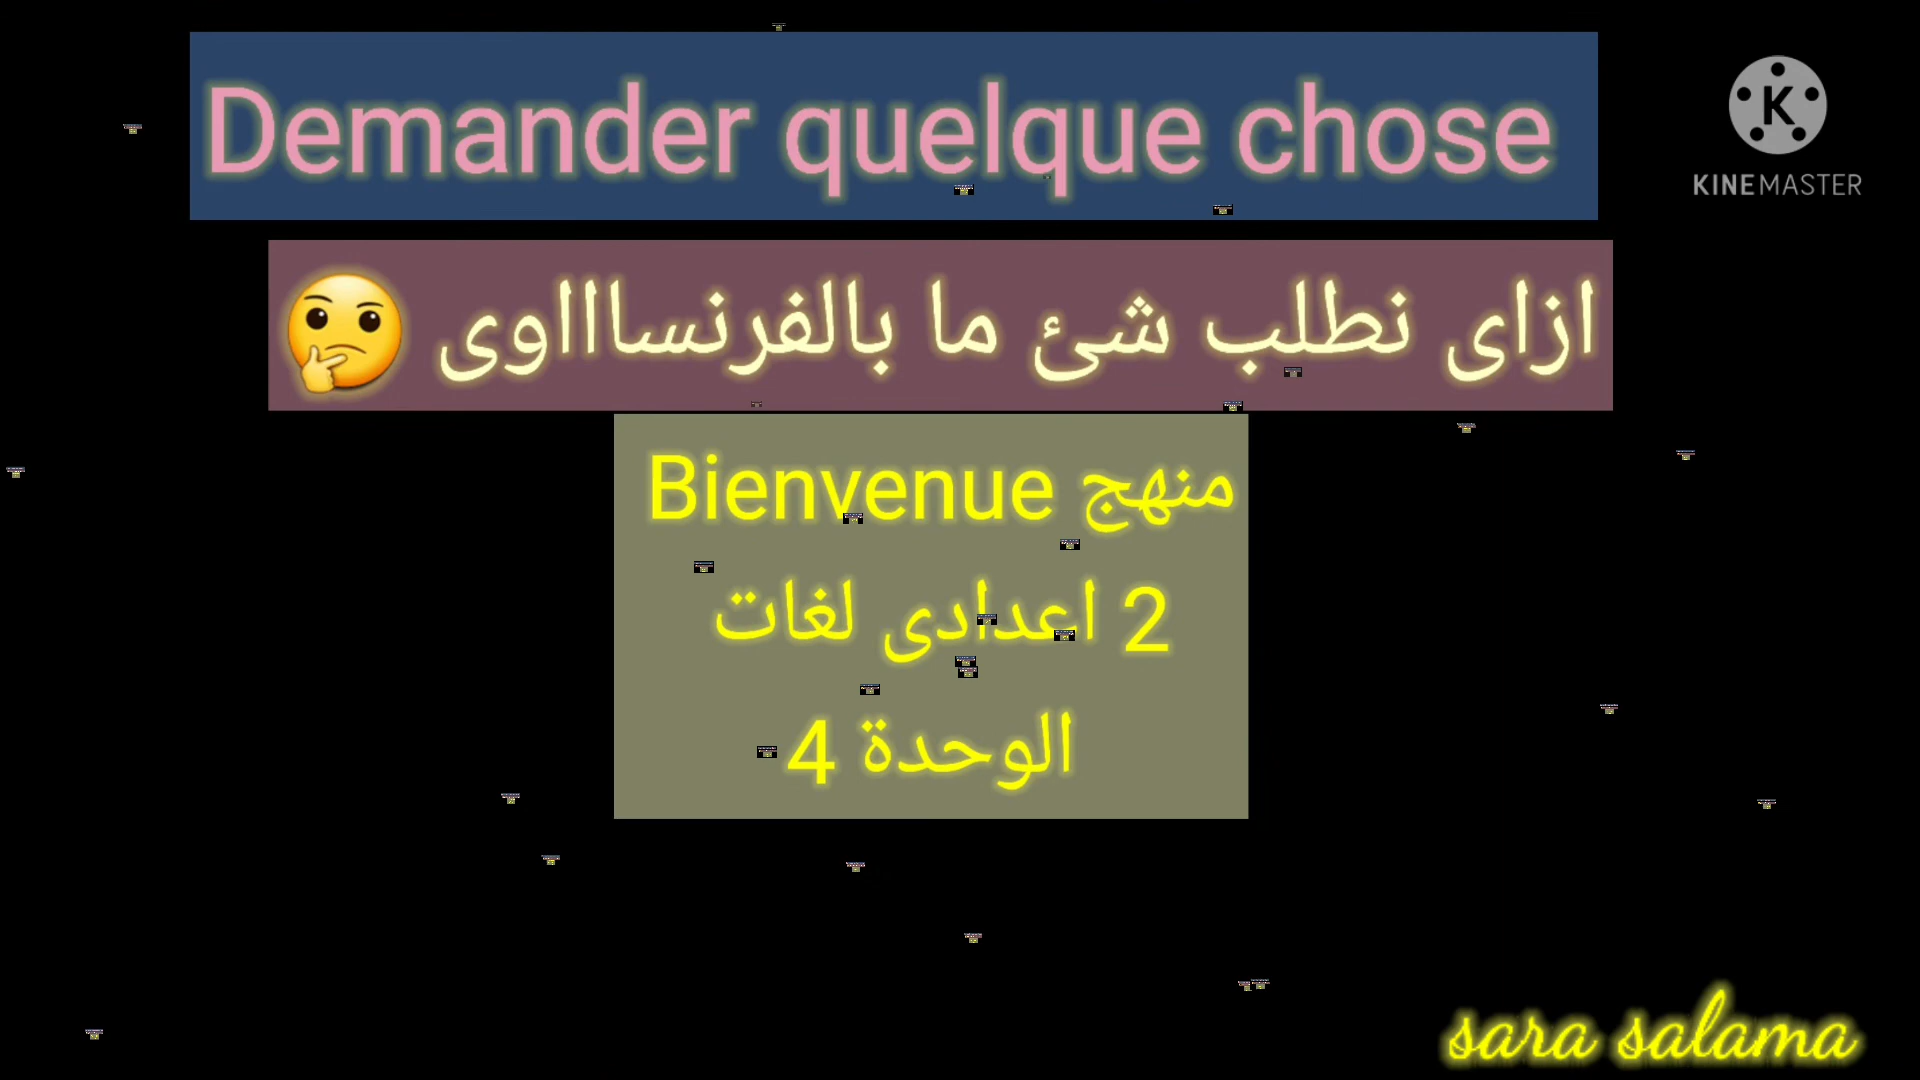 Demander quelque chose
KINEMASTER
ازاى نطلب شئ ما بالفرنساااوى 🤔
منهج Bienvenue
2 اعدادى لغات
الوحدة 4
sara salama